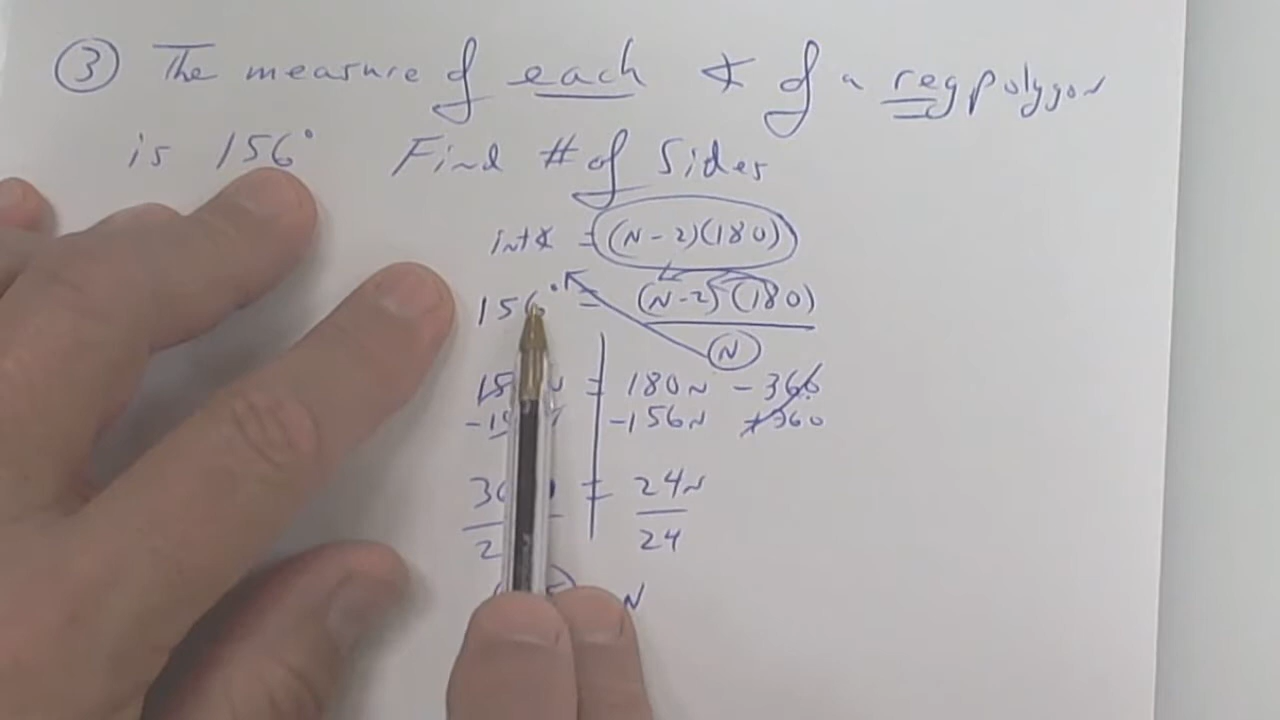 ③ The measure of each ∡ of a reg polygon
is 156° Find # of Sides
int ∡ = (N-2)(180)
156° = (N-2)(180)
N
= 180N - 360
-156N +360
= 24N
24
N